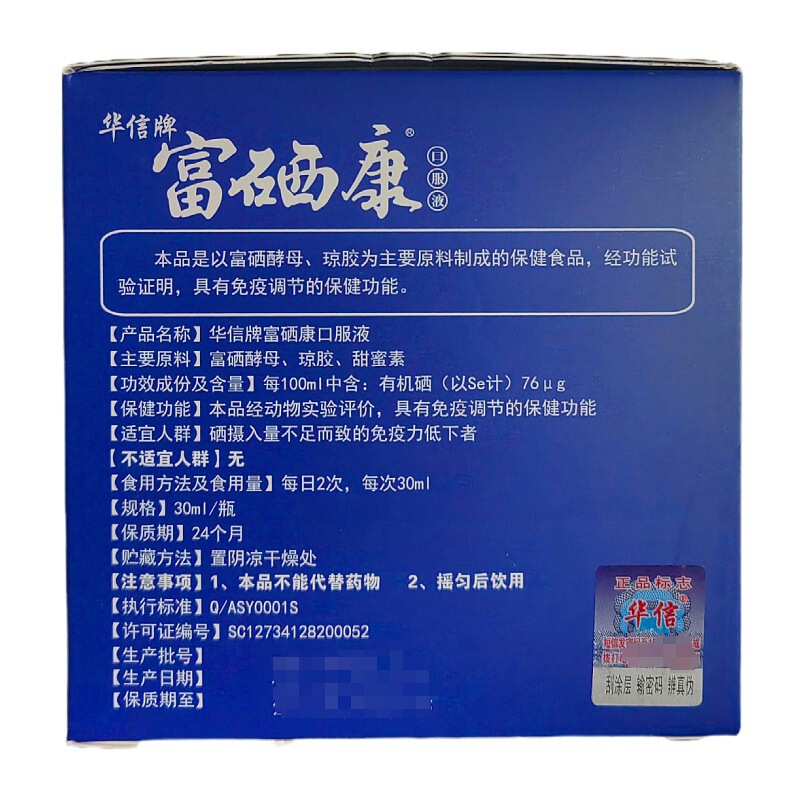 华信牌
富硒康®
口服液
本品是以富硒酵母、琼胶为主要原料制成的保健食品，经功能试
验证明，具有免疫调节的保健功能。
【产品名称】华信牌富硒康口服液
【主要原料】富硒酵母、琼胶、甜蜜素
【功效成份及含量】每100ml中含：有机硒（以Se计）76μg
【保健功能】本品经动物实验评价，具有免疫调节的保健功能
【适宜人群】硒摄入量不足而致的免疫力低下者
【不适宜人群】无
【食用方法及食用量】每日2次，每次30ml
【规格】30ml/瓶
【保质期】24个月
【贮藏方法】置阴凉干燥处
【注意事项】1、本品不能代替药物 2、摇匀后饮用
【执行标准】Q/ASY0001S
【许可证编号】SC12734128200052
【生产批号】
【生产日期】
【保质期至】
正品标志
华信®
短信发
或
拨打
刮涂层 输密码 辨真伪